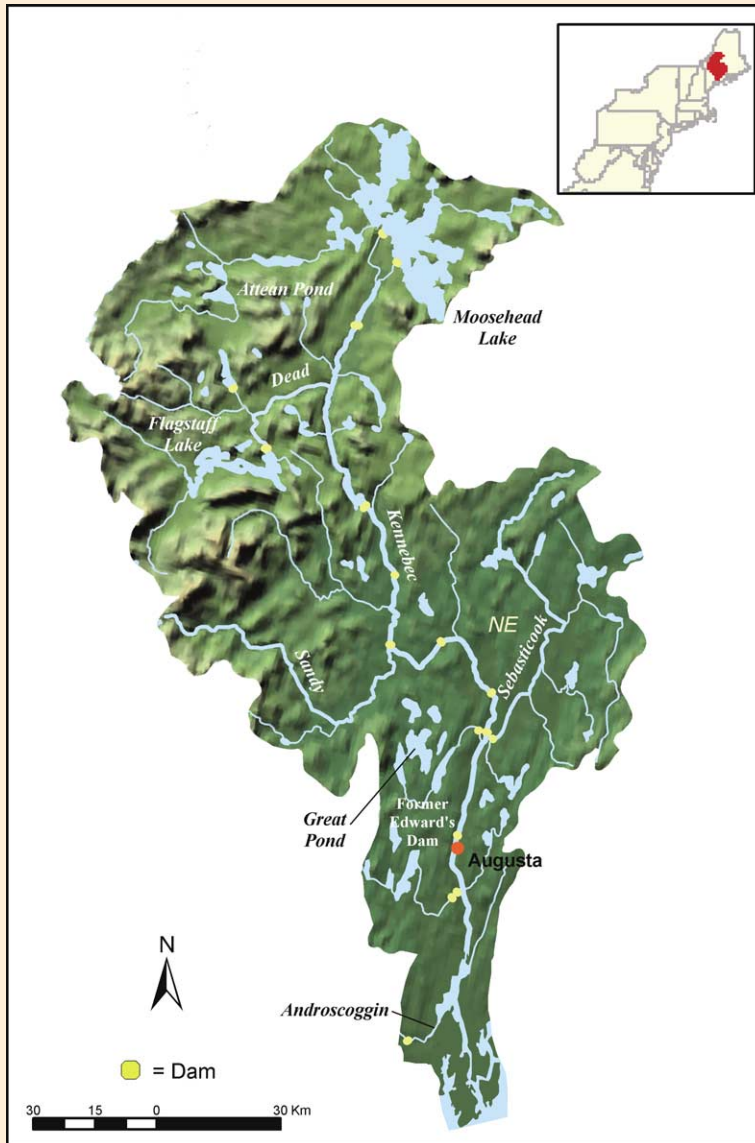 Attean Pond
Moosehead
Lake
Dead
Flagstaff
Lake
Kennebec
NE
Sebasticook
Sandy
Great
Pond
Former
Edward's
Dam
Augusta
N
Androscoggin
= Dam
30 15 0 30 Km